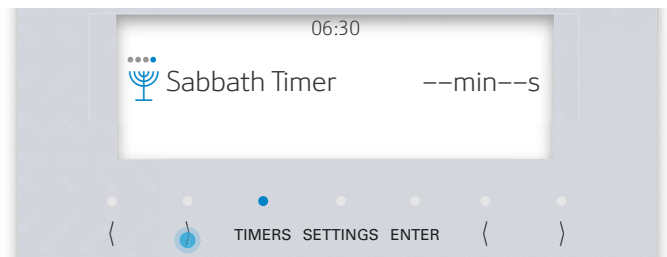 06:30
Sabbath Timer --min--s
⟨ ⟩ TIMERS SETTINGS ENTER ⟨ ⟩